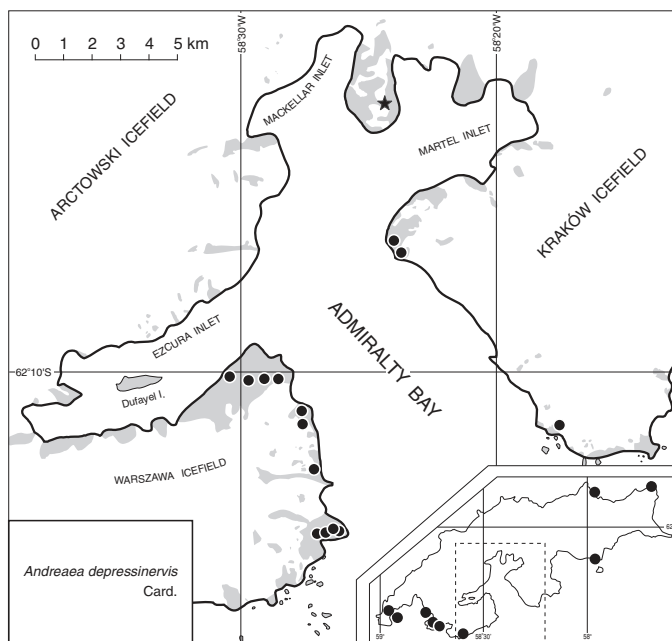 0 1 2 3 4 5 km
58°30'W
58°20'W
MACKELLAR INLET
ARCTOWSKI ICEFIELD
MARTEL INLET
KRAKÓW ICEFIELD
ADMIRALTY BAY
EZCURA INLET
62°10'S
Dufayel I.
WARSZAWA ICEFIELD
Andreaea depressinervis
Card.
62°
59°
58°30'
58°